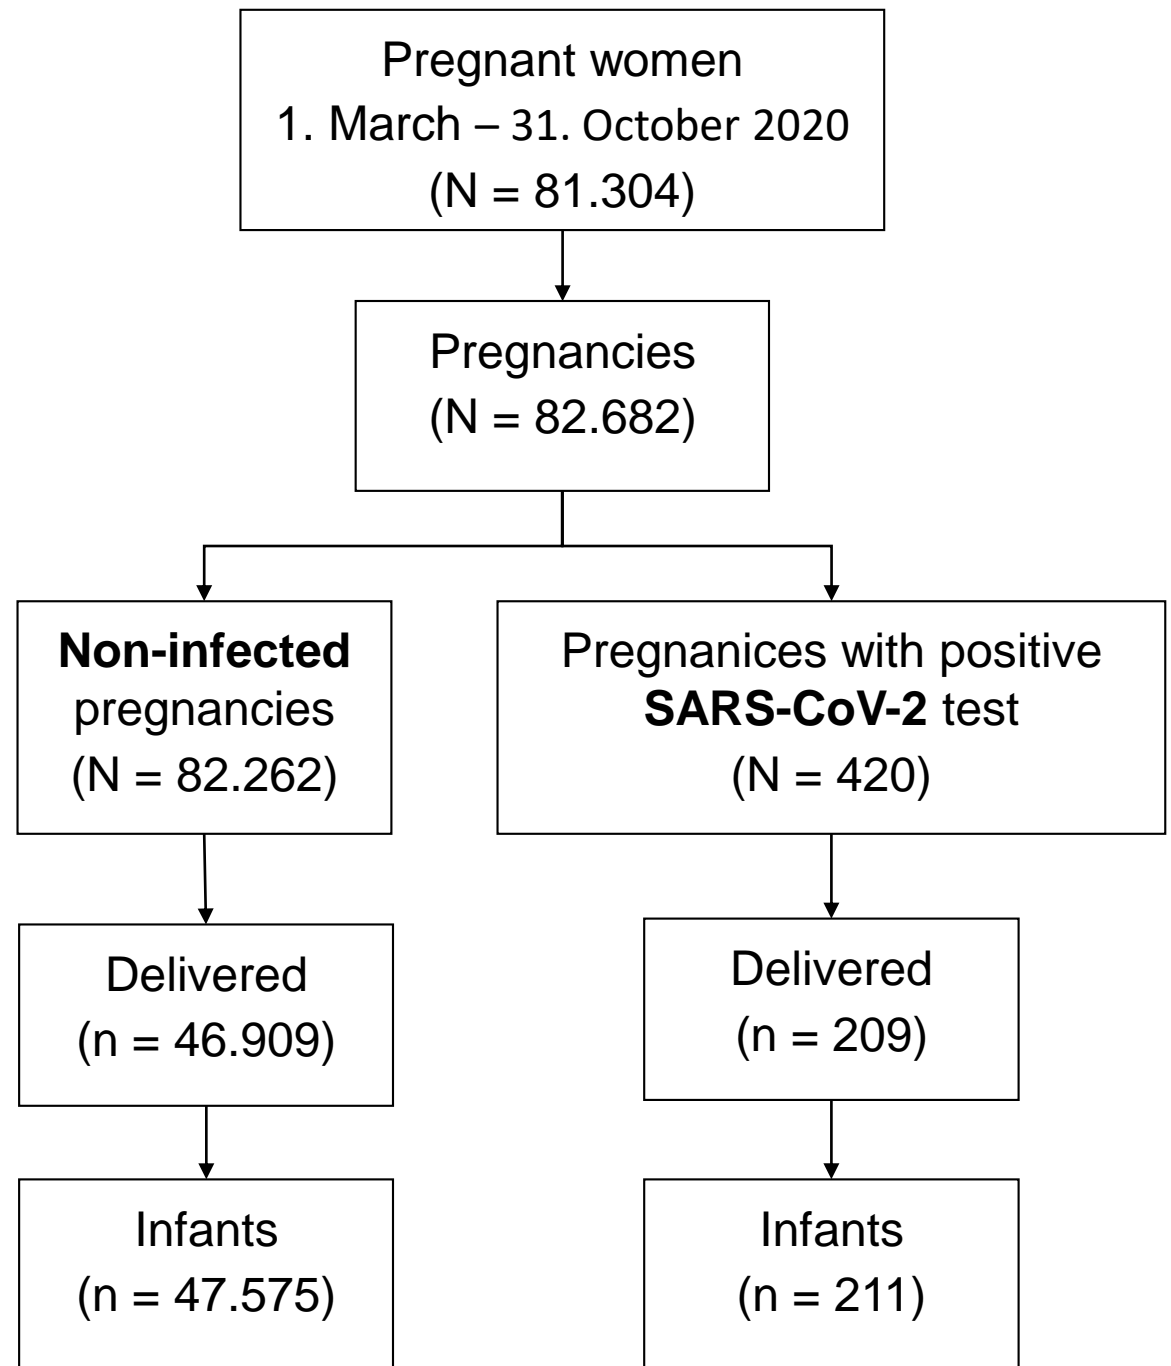 Pregnant women
1. March – 31. October 2020
(N = 81.304)
Pregnancies
(N = 82.682)
Non-infected
pregnancies
(N = 82.262)
Pregnanices with positive
SARS-CoV-2 test
(N = 420)
Delivered
(n = 46.909)
Delivered
(n = 209)
Infants
(n = 47.575)
Infants
(n = 211)